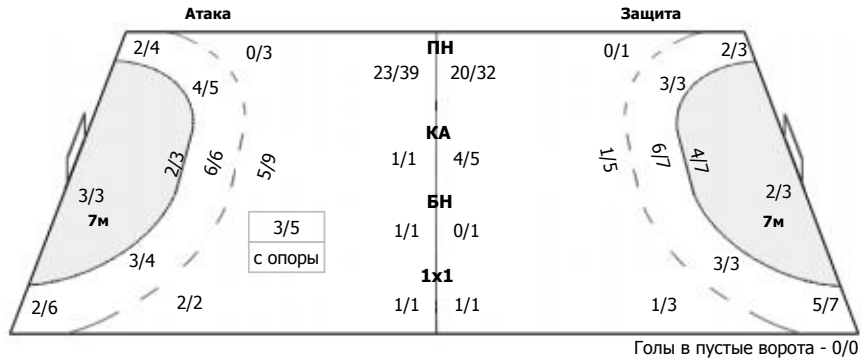 Атака Защита
2/4 0/3 ПН 0/1 2/3
23/39 20/32
4/5 3/3
КА
2/3 6/6 5/9 1/1 4/5 1/5 6/7 4/7
3/3 2/3
7м 7м
БН
3/5 1/1 0/1
с опоры
3/4 3/3
1x1
2/6 2/2 1/1 1/1 1/3 5/7
Голы в пустые ворота - 0/0